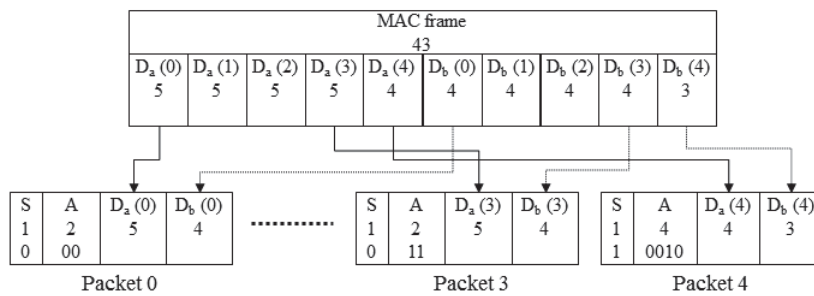 MAC frame
43
Da (0) Da (1) Da (2) Da (3) Da (4) Db (0) Db (1) Db (2) Db (3) Db (4)
5 5 5 5 4 4 4 4 4 3
S A Da (0) Db (0)
1 2 5 4
0 00
S A Da (3) Db (3)
1 2 5 4
0 11
S A Da (4) Db (4)
1 4 4 3
1 0010
Packet 0 Packet 3 Packet 4